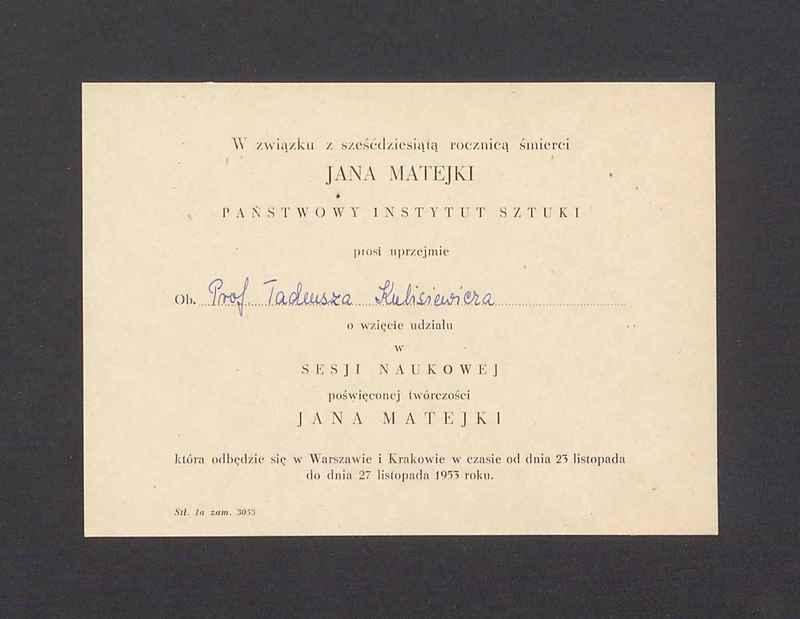 W związku z sześćdziesiątą rocznicą śmierci
JANA MATEJKI
PAŃSTWOWY INSTYTUT SZTUKI
prosi uprzejmie
Ob. Prof Tadeusza Kulisiewicza
o wzięcie udziału
w
SESJI NAUKOWEJ
poświęconej twórczości
JANA MATEJKI
która odbędzie się w Warszawie i Krakowie w czasie od dnia 23 listopada
do dnia 27 listopada 1953 roku.
Stł. 1a zam. 3053